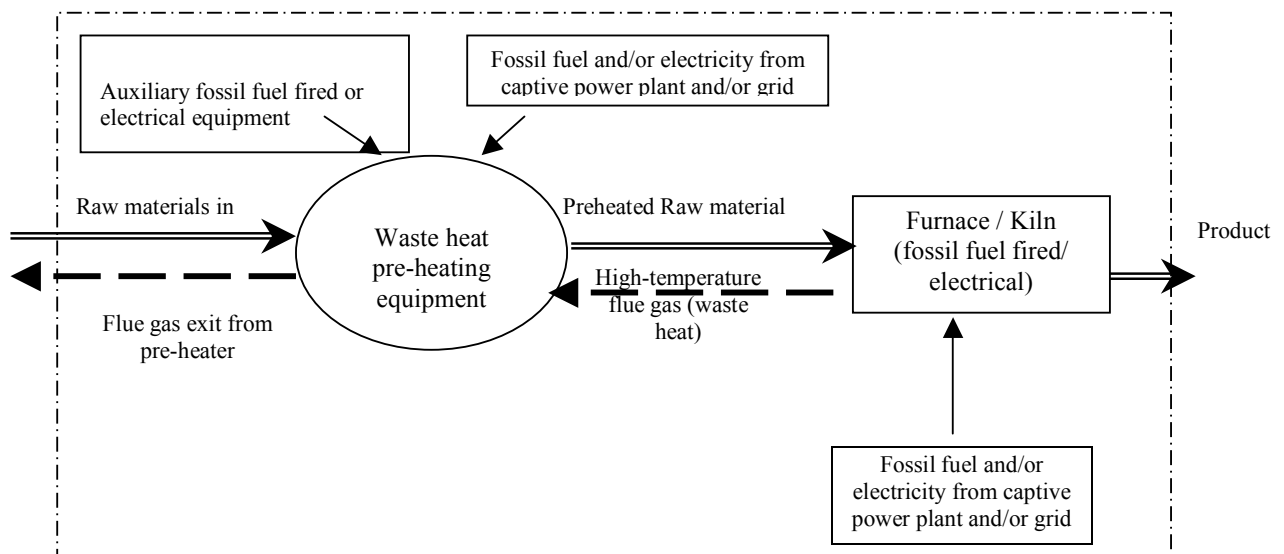 Auxiliary fossil fuel fired or
electrical equipment
Fossil fuel and/or electricity from
captive power plant and/or grid
Raw materials in
Waste heat
pre-heating
equipment
Preheated Raw material
Furnace / Kiln
(fossil fuel fired/
electrical)
Product
Flue gas exit from
pre-heater
High-temperature
flue gas (waste
heat)
Fossil fuel and/or
electricity from captive
power plant and/or grid